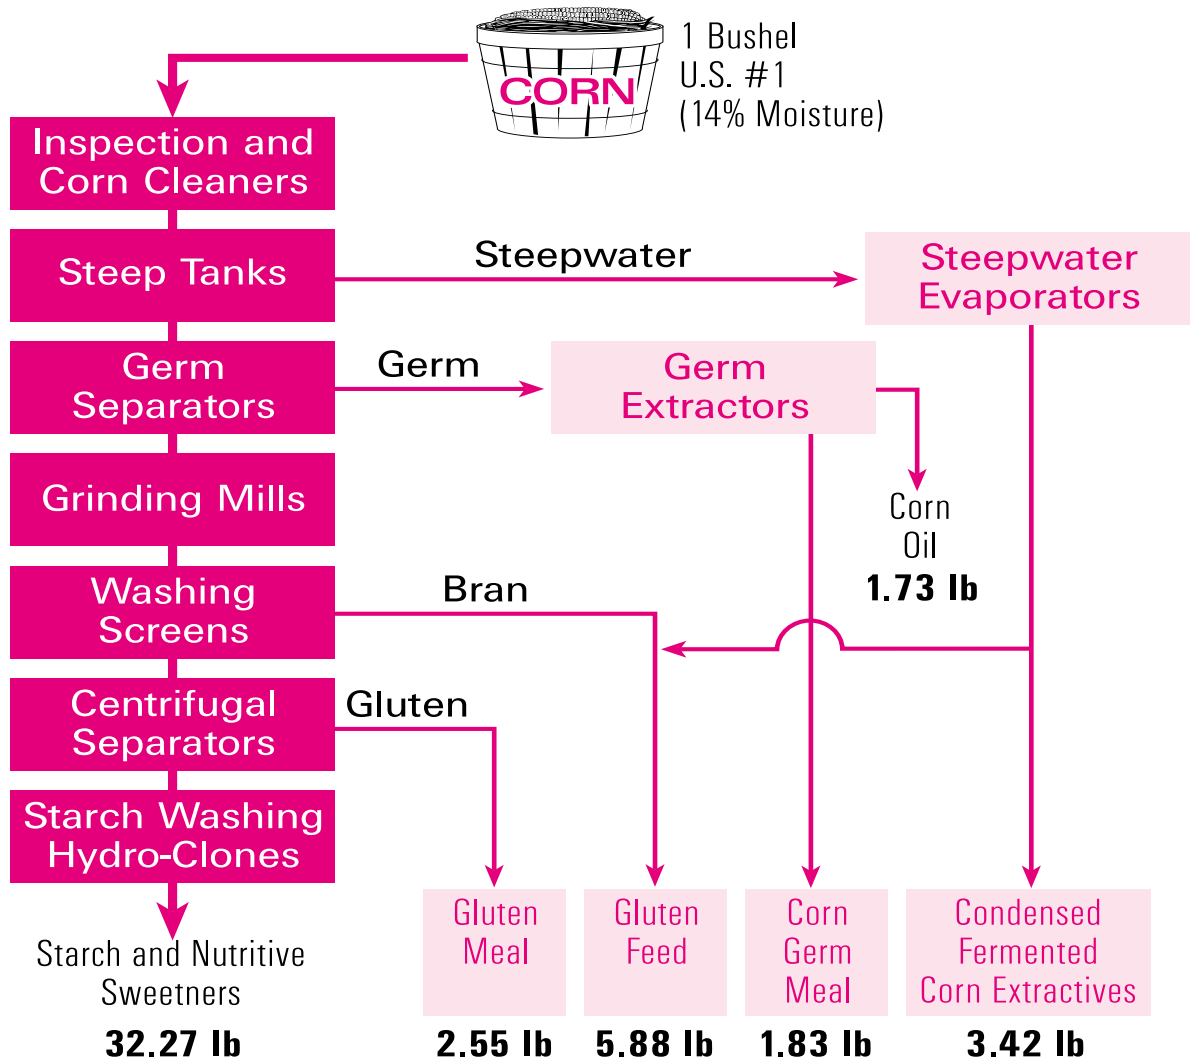 CORN
1 Bushel
U.S. #1
(14% Moisture)
Inspection and
Corn Cleaners
Steep Tanks
Steepwater
Steepwater
Evaporators
Germ
Separators
Germ
Germ
Extractors
Grinding Mills
Corn
Oil
1.73 lb
Washing
Screens
Bran
Centrifugal
Separators
Gluten
Starch Washing
Hydro-Clones
Starch and Nutritive
Sweetners
32.27 lb
Gluten
Meal
2.55 lb
Gluten
Feed
5.88 lb
Corn
Germ
Meal
1.83 lb
Condensed
Fermented
Corn Extractives
3.42 lb